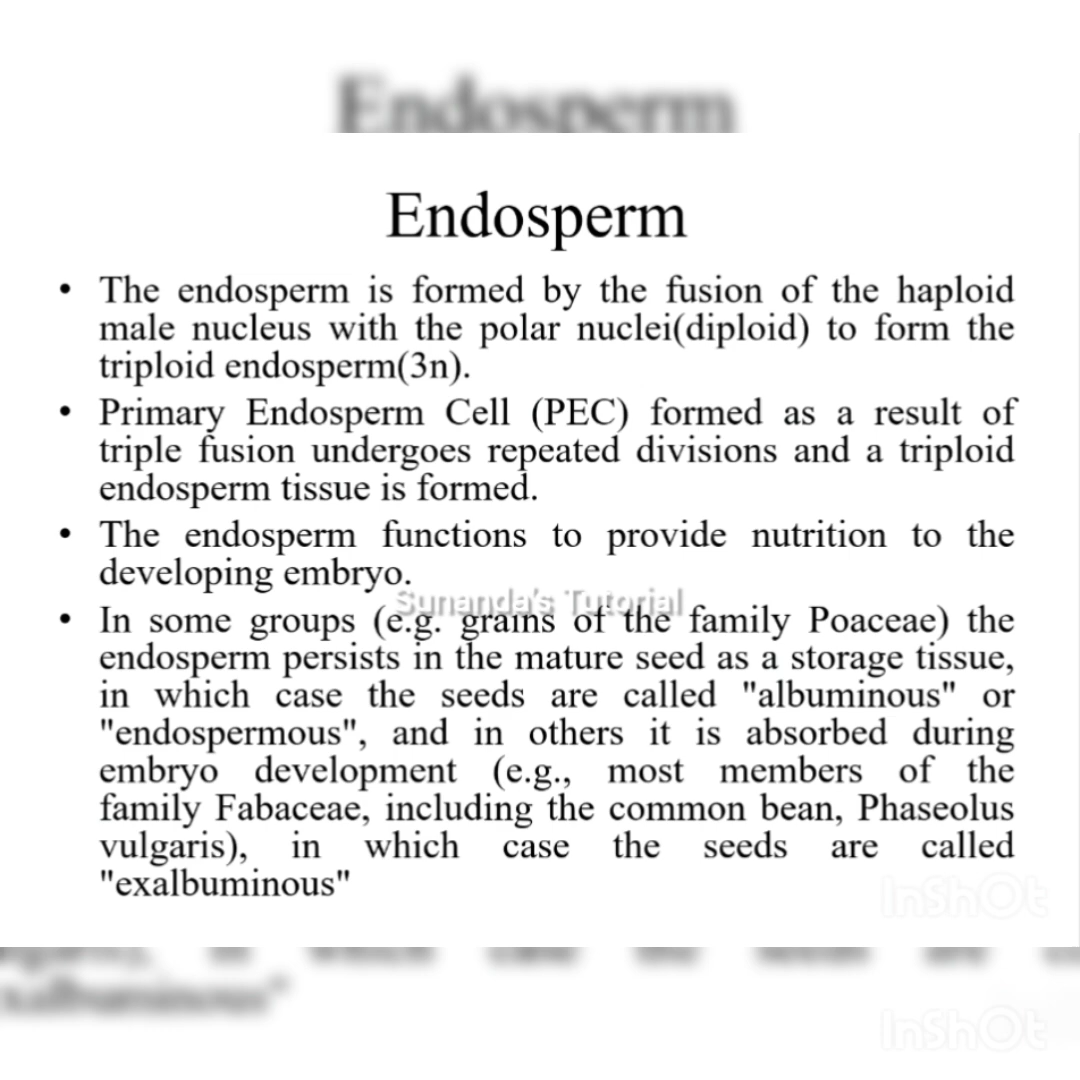 Endosperm
Endosperm
• The endosperm is formed by the fusion of the haploid
male nucleus with the polar nuclei(diploid) to form the
triploid endosperm(3n).
• Primary Endosperm Cell (PEC) formed as a result of
triple fusion undergoes repeated divisions and a triploid
endosperm tissue is formed.
• The endosperm functions to provide nutrition to the
developing embryo.
Sunanda's Tutorial
• In some groups (e.g. grains of the family Poaceae) the
endosperm persists in the mature seed as a storage tissue,
in which case the seeds are called "albuminous" or
"endospermous", and in others it is absorbed during
embryo development (e.g., most members of the
family Fabaceae, including the common bean, Phaseolus
vulgaris), in which case the seeds are called
"exalbuminous"
InShOt
InShOt